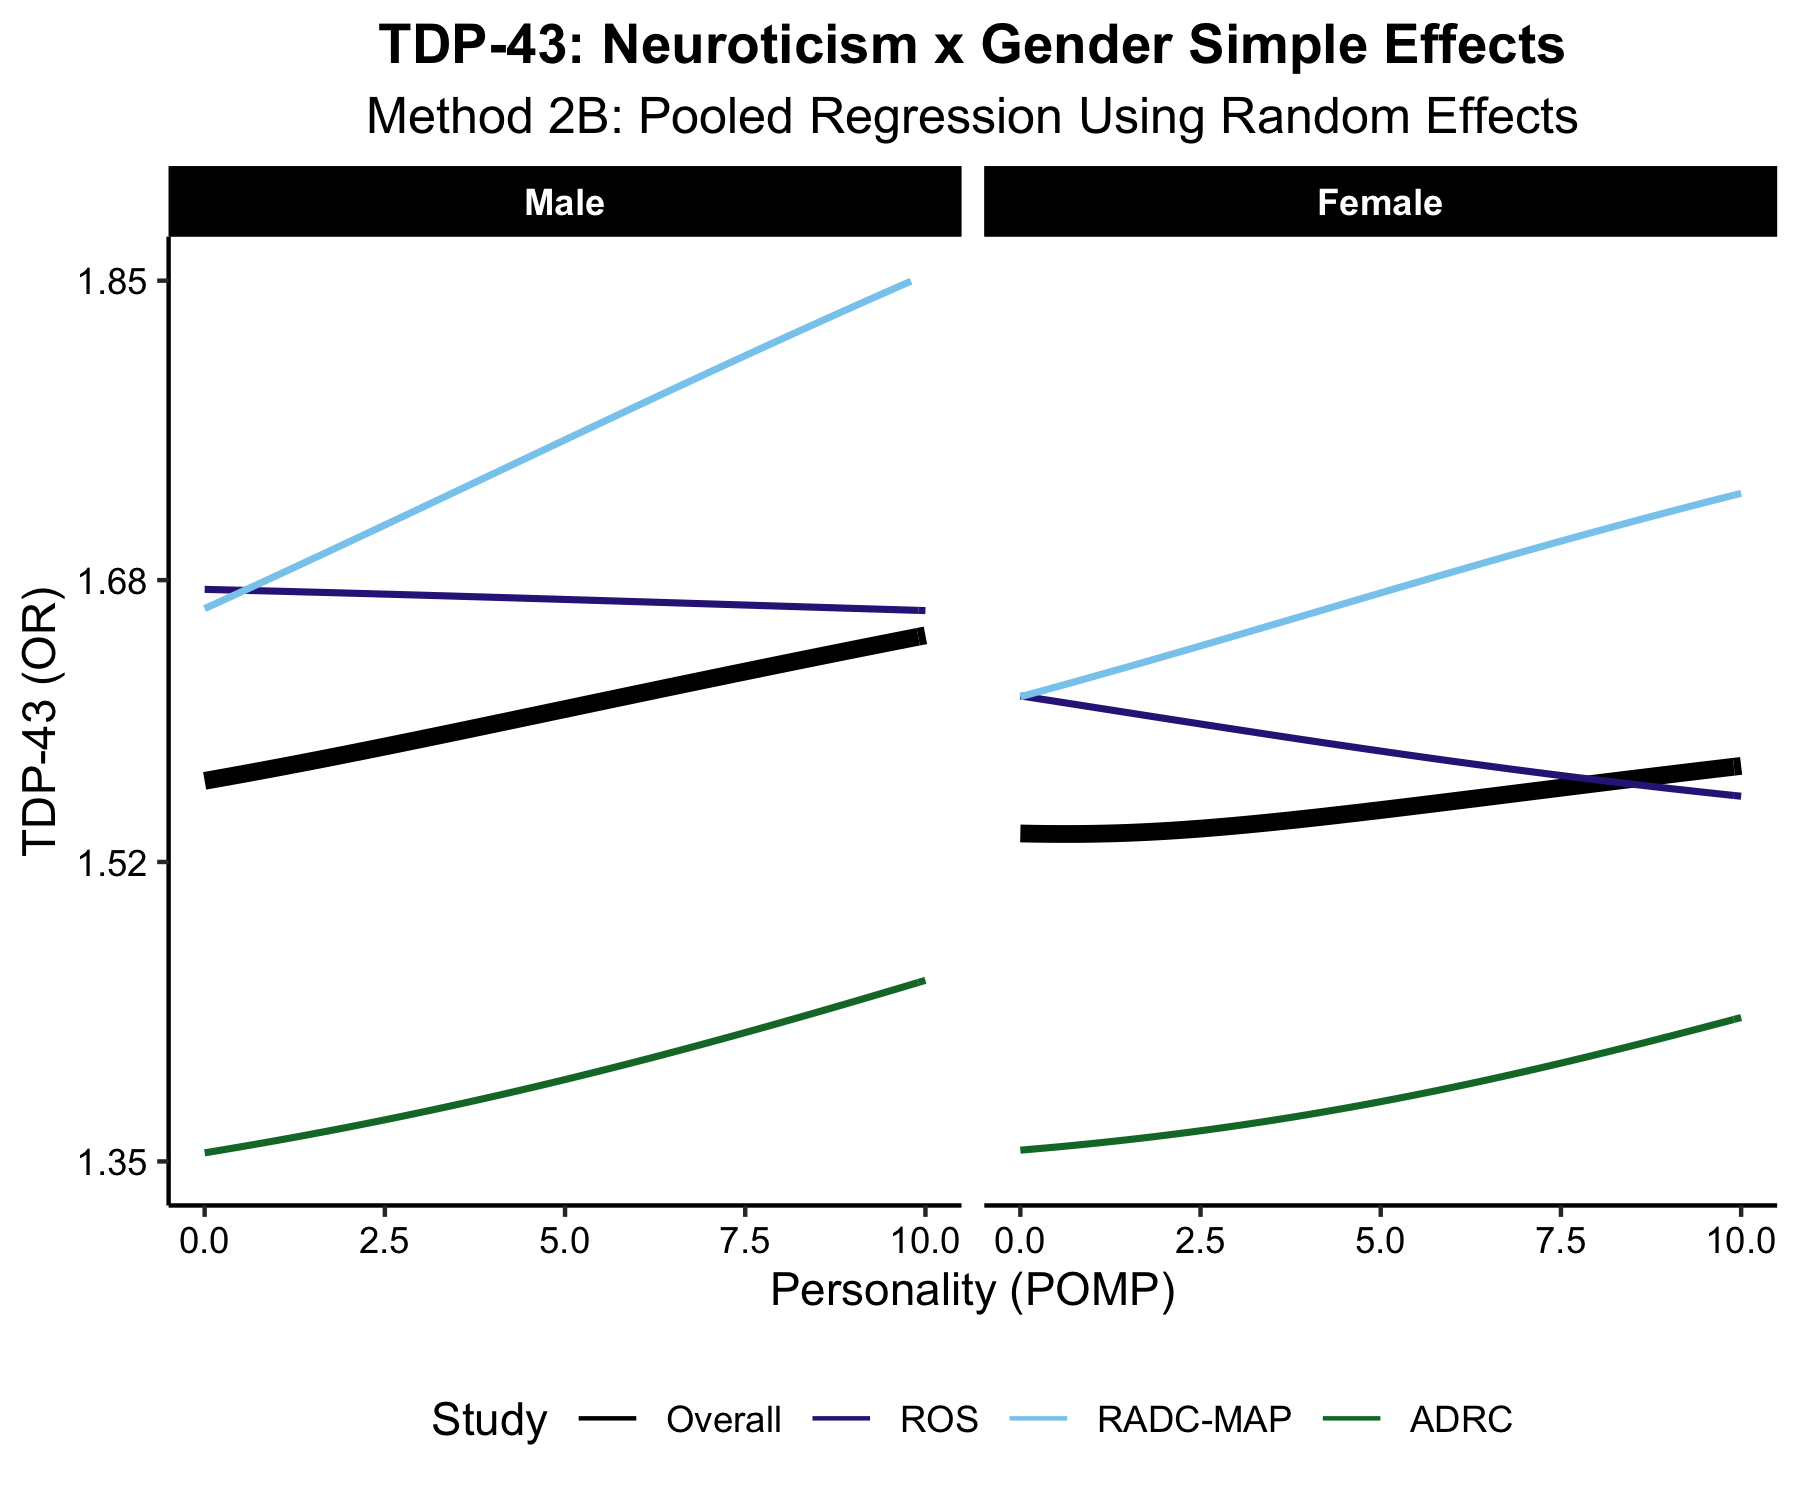 TDP-43: Neuroticism x Gender Simple Effects
Method 2B: Pooled Regression Using Random Effects
Male
Female
TDP-43 (OR)
1.85
1.68
1.52
1.35
0.0 2.5 5.0 7.5 10.0
0.0 2.5 5.0 7.5 10.0
Personality (POMP)
Study Overall ROS RADC-MAP ADRC